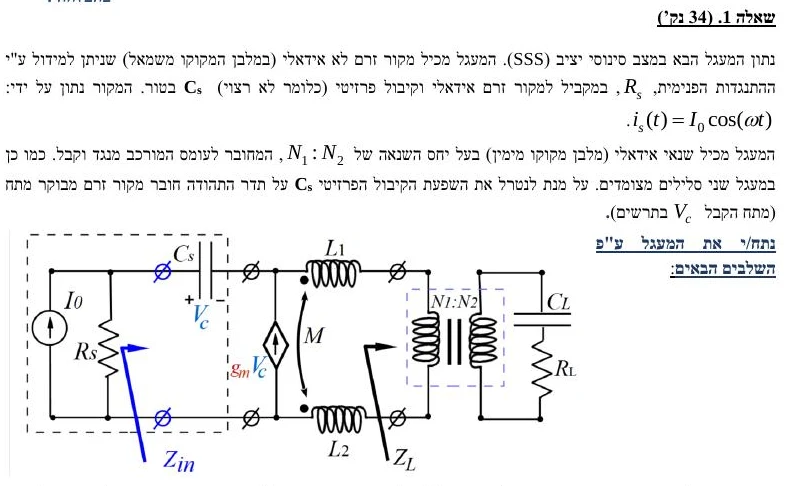 שאלה 1. (34 נק')
נתון המעגל הבא במצב סינוסי יציב (SSS). המעגל מכיל מקור זרם לא אידאלי (במלבן המקווקו משמאל) שניתן למידול ע"י
ההתנגדות הפנימית, Rs , במקביל למקור זרם אידאלי וקיבול פרזיטי (כלומר לא רצוי) Cs בטור. המקור נתון על ידי:
.is(t) = I0 cos(ωt)
המעגל מכיל שנאי אידאלי (מלבן מקווקו מימין) בעל יחס השנאה של N1 : N2 , המחובר לעומס המורכב מנגד וקבל. כמו כן
במעגל שני סלילים מצומדים. על מנת לנטרל את השפעת הקיבול הפרזיטי Cs על תדר התהודה חובר מקור זרם מבוקר מתח
(מתח הקבל Vc בתרשים).
נתח/י את המעגל ע"פ
השלבים הבאים:
Cs
L1
I0
+ −
Vc
N1:N2
CL
Rs
gmVc
M
RL
L2
Zin
ZL